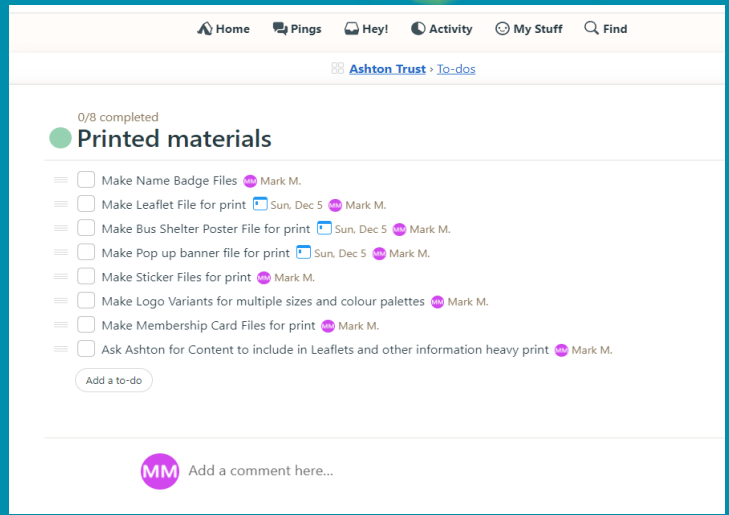 Home Pings Hey! Activity My Stuff Find
Ashton Trust › To-dos
0/8 completed
Printed materials
Make Name Badge Files MM Mark M.
Make Leaflet File for print Sun, Dec 5 MM Mark M.
Make Bus Shelter Poster File for print Sun, Dec 5 MM Mark M.
Make Pop up banner file for print Sun, Dec 5 MM Mark M.
Make Sticker Files for print MM Mark M.
Make Logo Variants for multiple sizes and colour palettes MM Mark M.
Make Membership Card Files for print MM Mark M.
Ask Ashton for Content to include in Leaflets and other information heavy print MM Mark M.
Add a to-do
MM Add a comment here...